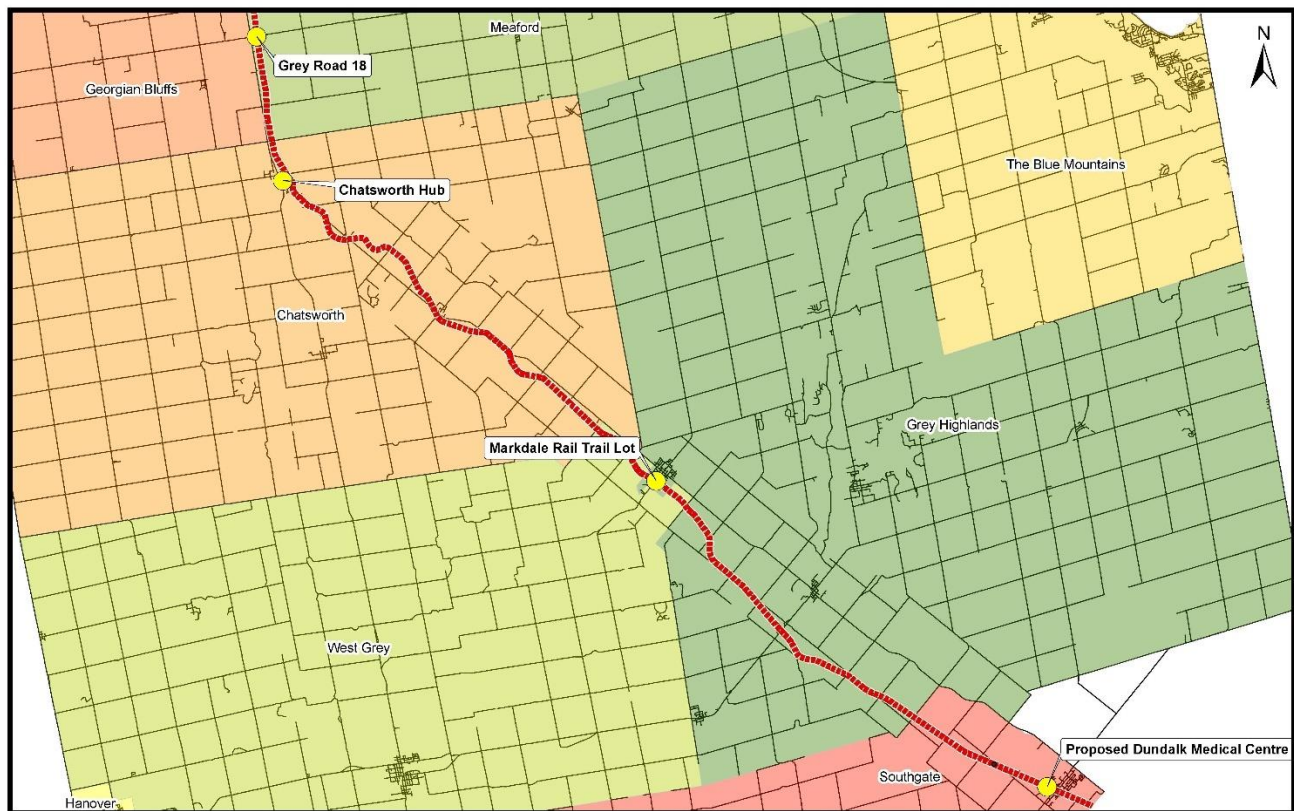 Meaford
N
Grey Road 18
Georgian Bluffs
The Blue Mountains
Chatsworth Hub
Chatsworth
Grey Highlands
Markdale Rail Trail Lot
West Grey
Proposed Dundalk Medical Centre
Southgate
Hanover